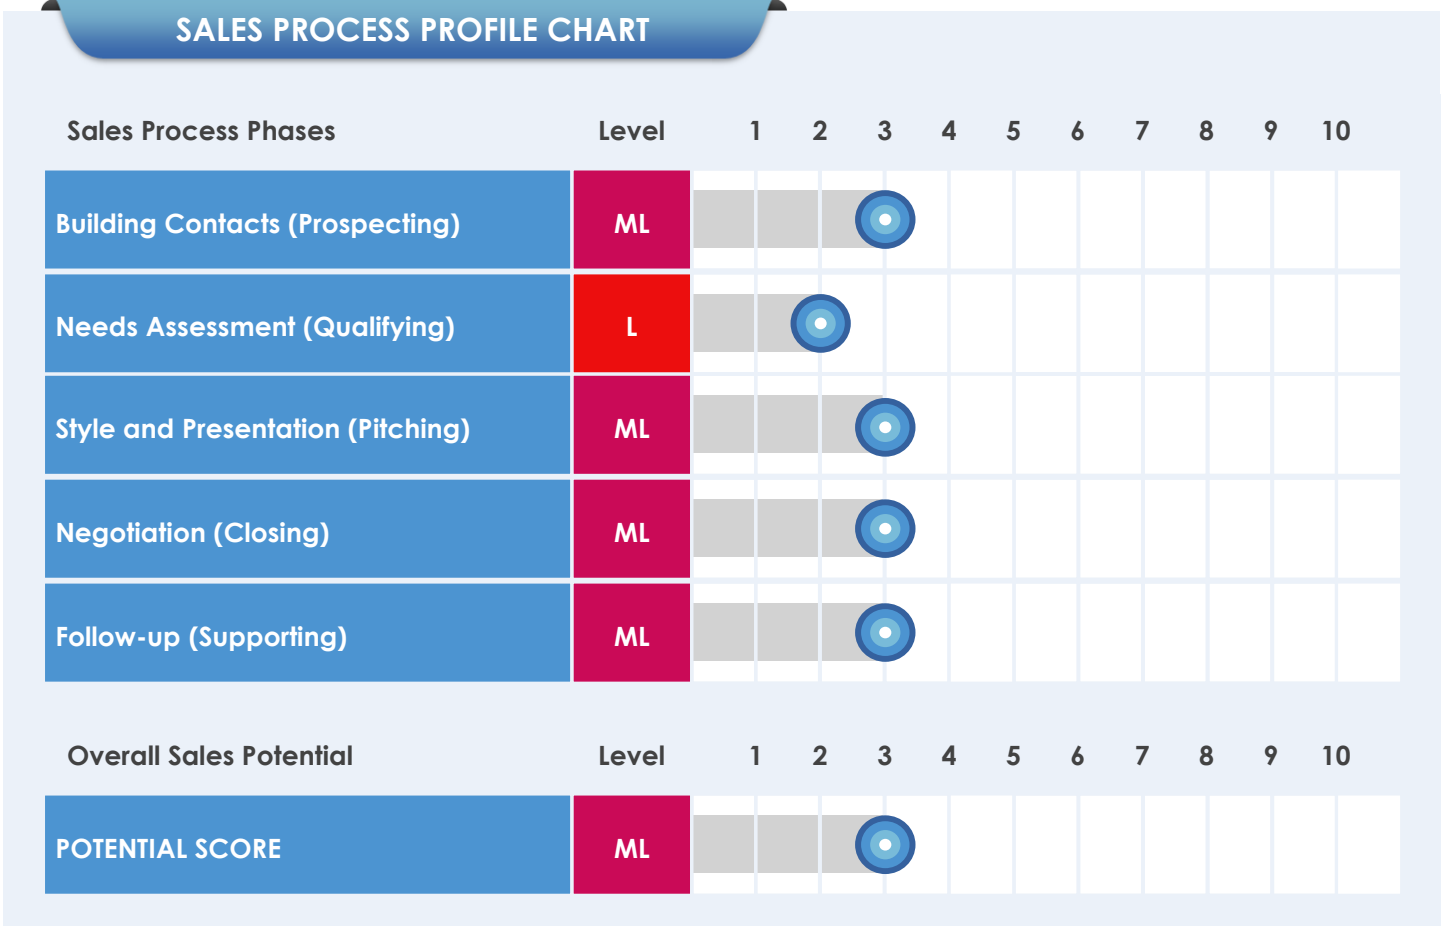 SALES PROCESS PROFILE CHART
Sales Process Phases Level 1 2 3 4 5 6 7 8 9 10
Building Contacts (Prospecting) ML
Needs Assessment (Qualifying) L
Style and Presentation (Pitching) ML
Negotiation (Closing) ML
Follow-up (Supporting) ML
Overall Sales Potential Level 1 2 3 4 5 6 7 8 9 10
POTENTIAL SCORE ML